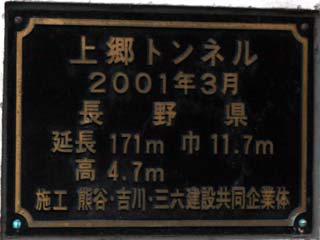 上郷トンネル
2001年3月
長野県
延長 171m 巾 11.7m
高 4.7m
施工 熊谷・吉川・三六建設共同企業体